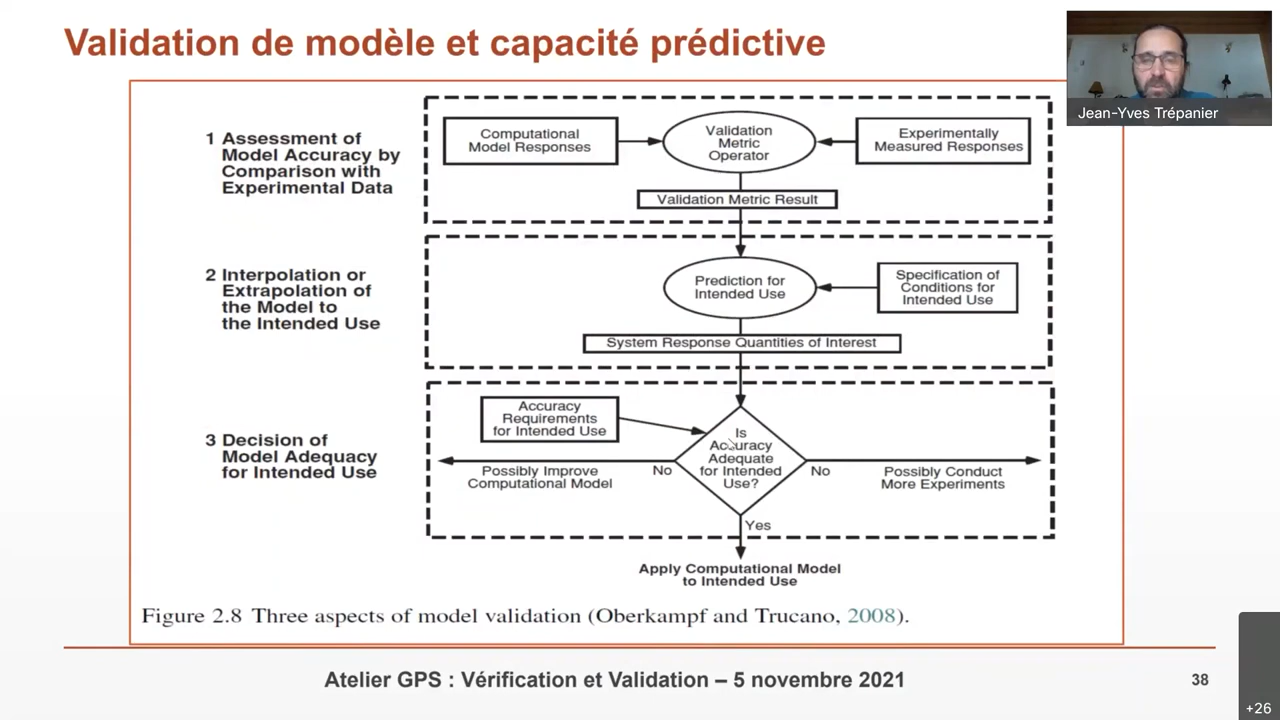 Validation de modèle et capacité prédictive
Jean-Yves Trépanier
1 Assessment of
Model Accuracy by
Comparison with
Experimental Data
Computational
Model Responses
Validation
Metric
Operator
Experimentally
Measured Responses
Validation Metric Result
2 Interpolation or
Extrapolation of
the Model to
the Intended Use
Prediction for
Intended Use
Specification of
Conditions for
Intended Use
System Response Quantities of Interest
3 Decision of
Model Adequacy
for Intended Use
Accuracy
Requirements
for Intended Use
Is
Accuracy
Adequate
for Intended
Use?
No
Possibly Improve
Computational Model
No
Possibly Conduct
More Experiments
Yes
Apply Computational Model
to Intended Use
Figure 2.8 Three aspects of model validation (Oberkampf and Trucano, 2008).
Atelier GPS : Vérification et Validation – 5 novembre 2021
38
+26